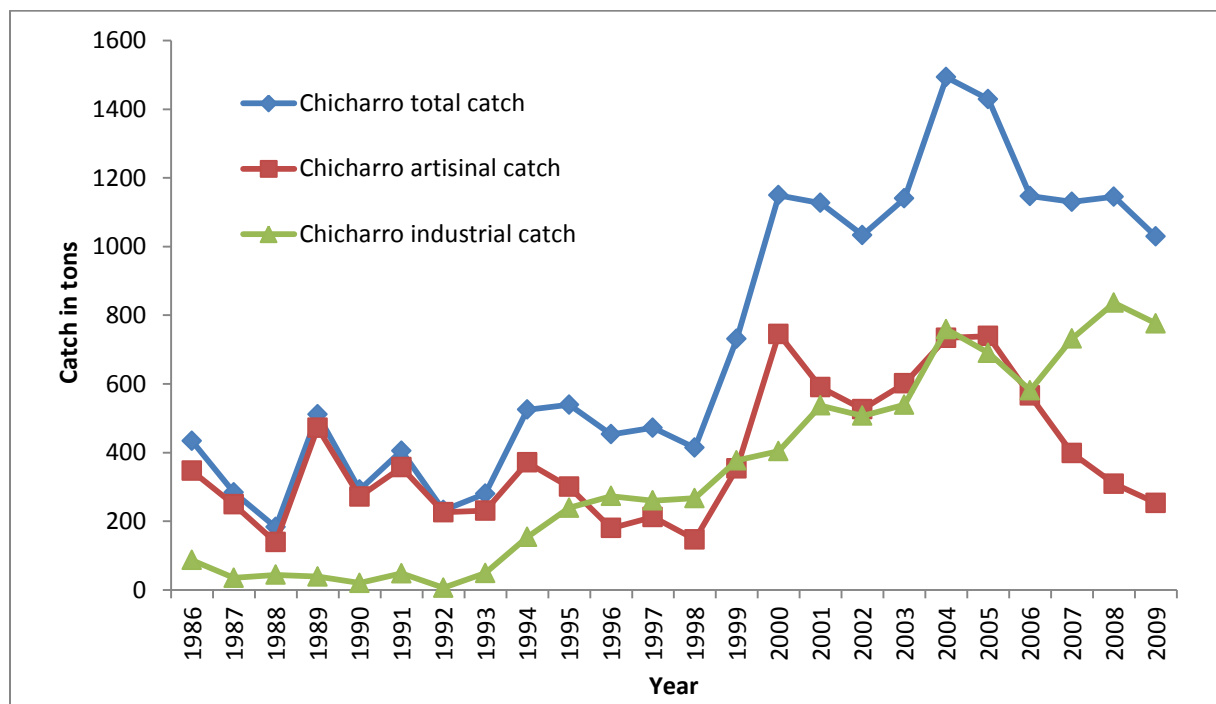 1600
1400
1200
1000
800
600
400
200
0
Catch in tons
Chicharro total catch
Chicharro artisinal catch
Chicharro industrial catch
1986 1987 1988 1989 1990 1991 1992 1993 1994 1995 1996 1997 1998 1999 2000 2001 2002 2003 2004 2005 2006 2007 2008 2009
Year